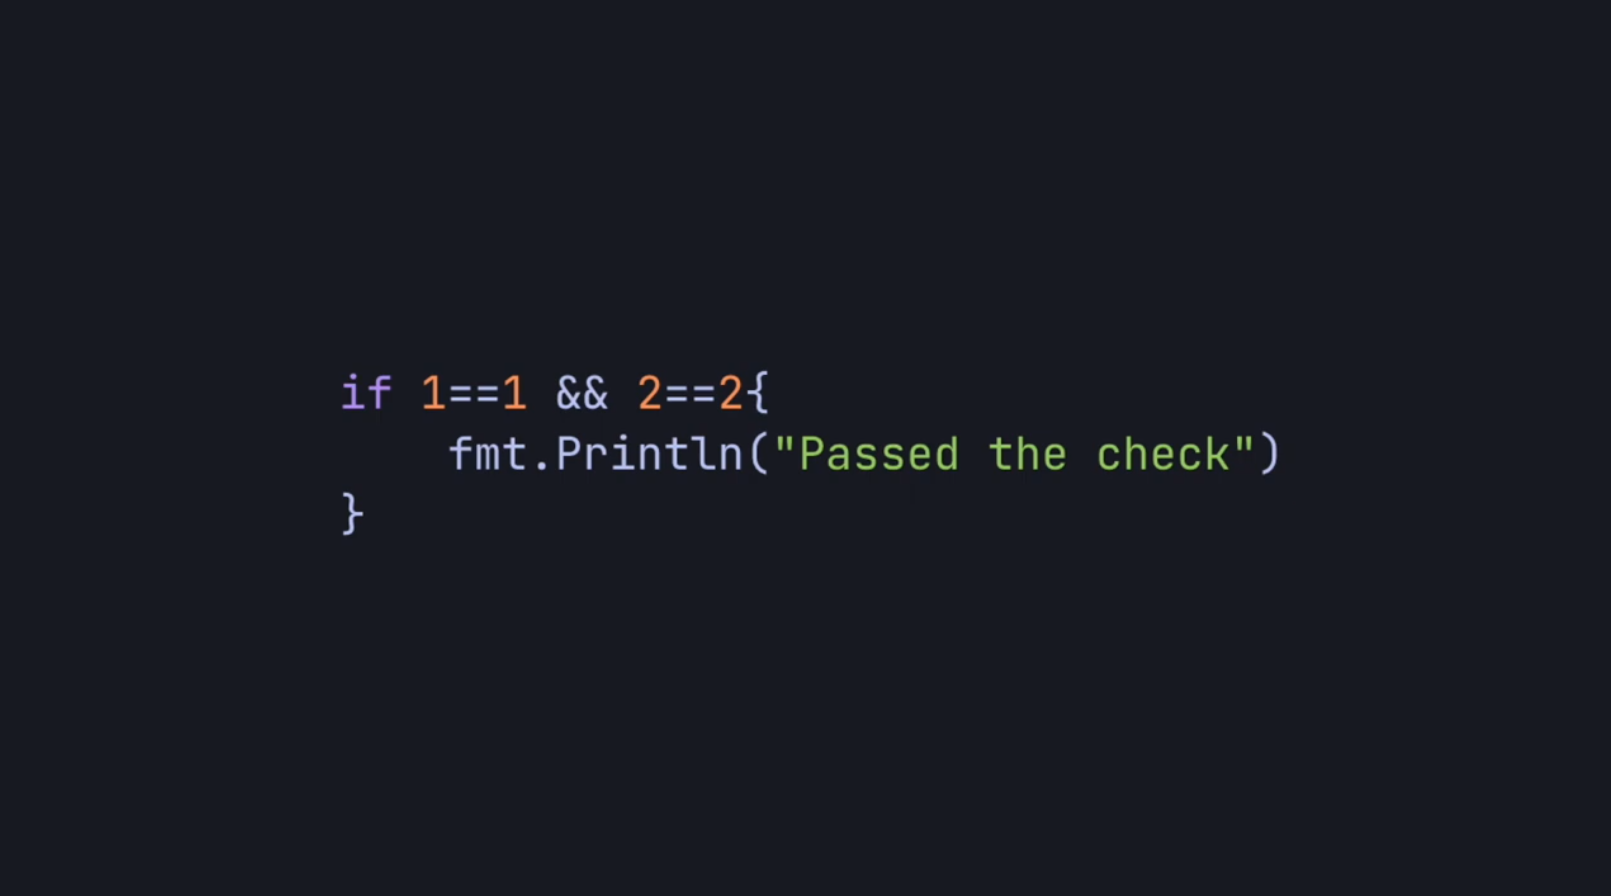 if 1==1 && 2==2{
    fmt.Println("Passed the check")
}